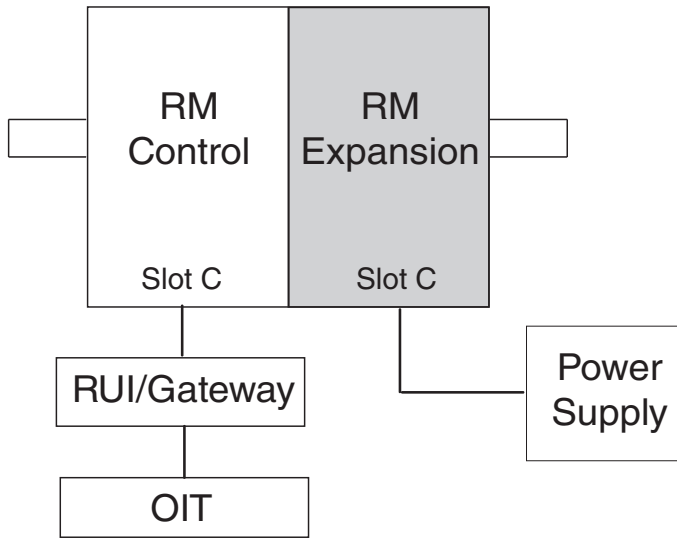 RM
Control
RM
Expansion
Slot C
Slot C
RUI/Gateway
OIT
Power
Supply